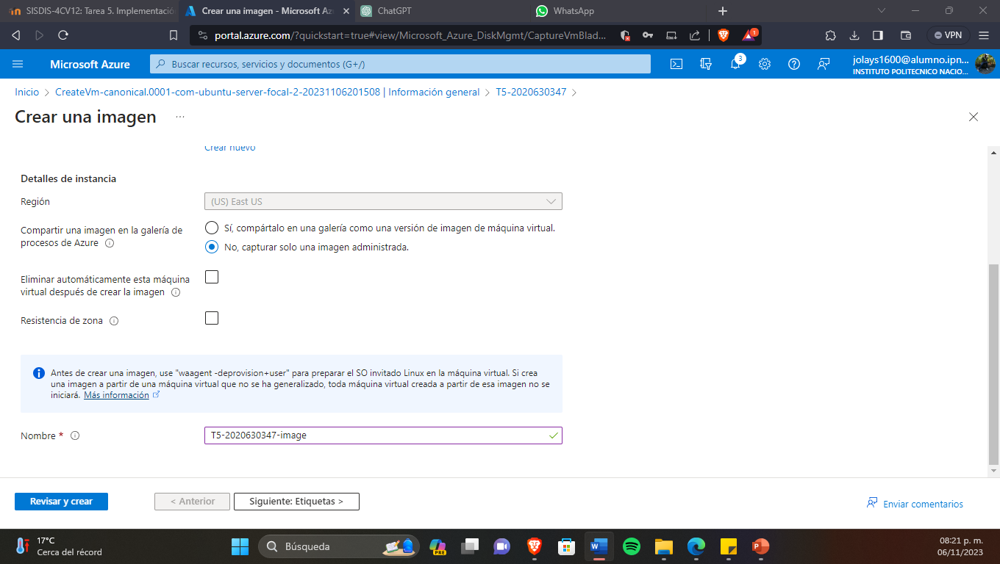 SISDIS-4CV12: Tarea 5. Implementació
Crear una imagen - Microsoft Az
ChatGPT
WhatsApp
portal.azure.com/?quickstart=true#view/Microsoft_Azure_DiskMgmt/CaptureVmBlad...
1
VPN
Microsoft Azure
Buscar recursos, servicios y documentos (G+/)
3
jolays1600@alumno.ipn...
INSTITUTO POLITECNICO NACIO...
Inicio > CreateVm-canonical.0001-com-ubuntu-server-focal-2-20231106201508 | Información general > T5-2020630347 >
Crear una imagen ...
Crear nuevo
Detalles de instancia
Región
(US) East US
Compartir una imagen en la galería de
procesos de Azure
Sí, compártalo en una galería como una versión de imagen de máquina virtual.
No, capturar solo una imagen administrada.
Eliminar automáticamente esta máquina
virtual después de crear la imagen
Resistencia de zona
Antes de crear una imagen, use "waagent -deprovision+user" para preparar el SO invitado Linux en la máquina virtual. Si crea
una imagen a partir de una máquina virtual que no se ha generalizado, toda máquina virtual creada a partir de esa imagen no se
iniciará. Más información
Nombre *
T5-2020630347-image
Revisar y crear
< Anterior
Siguiente: Etiquetas >
Enviar comentarios
17°C
Cerca del récord
Búsqueda
PRE
08:21 p. m.
06/11/2023